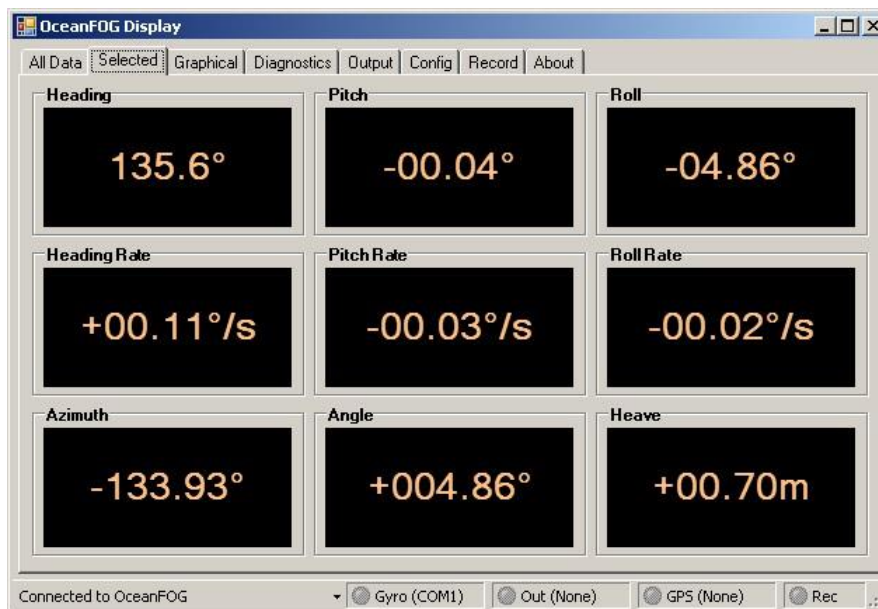 OceanFOG Display
All Data Selected Graphical Diagnostics Output Config Record About
Heading Pitch Roll
135.6° -00.04° -04.86°
Heading Rate Pitch Rate Roll Rate
+00.11°/s -00.03°/s -00.02°/s
Azimuth Angle Heave
-133.93° +004.86° +00.70m
Connected to OceanFOG Gyro (COM1) Out (None) GPS (None) Rec